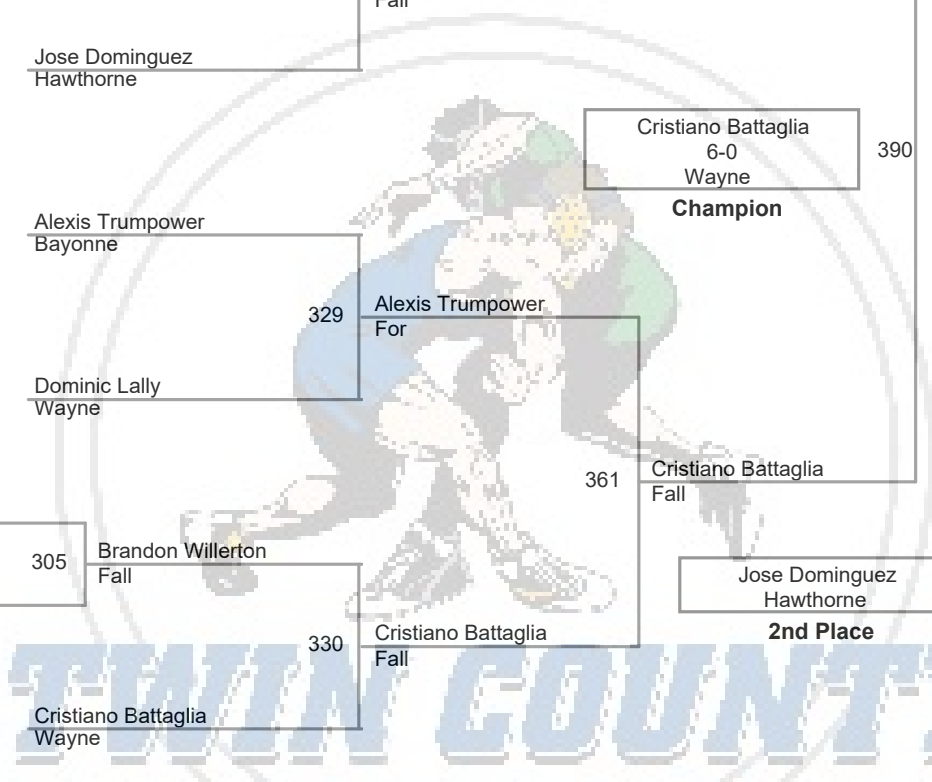 Fall
Jose Dominguez
Hawthorne
Cristiano Battaglia
6-0
Wayne
390
Champion
Alexis Trumpower
Bayonne
329
Alexis Trumpower
For
Dominic Lally
Wayne
361
Cristiano Battaglia
Fall
305
Brandon Willerton
Fall
Jose Dominguez
Hawthorne
2nd Place
330
Cristiano Battaglia
Fall
Cristiano Battaglia
Wayne
TWIN COUNT